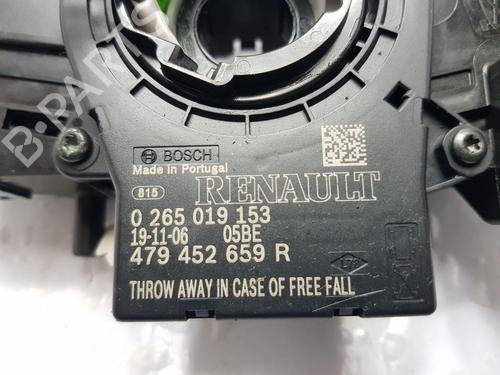 B-PARTS
BOSCH
Made in Portugal
815
RENAULT
0 265 019 153
19-11-06 05BE
479 452 659 R
THROW AWAY IN CASE OF FREE FALL